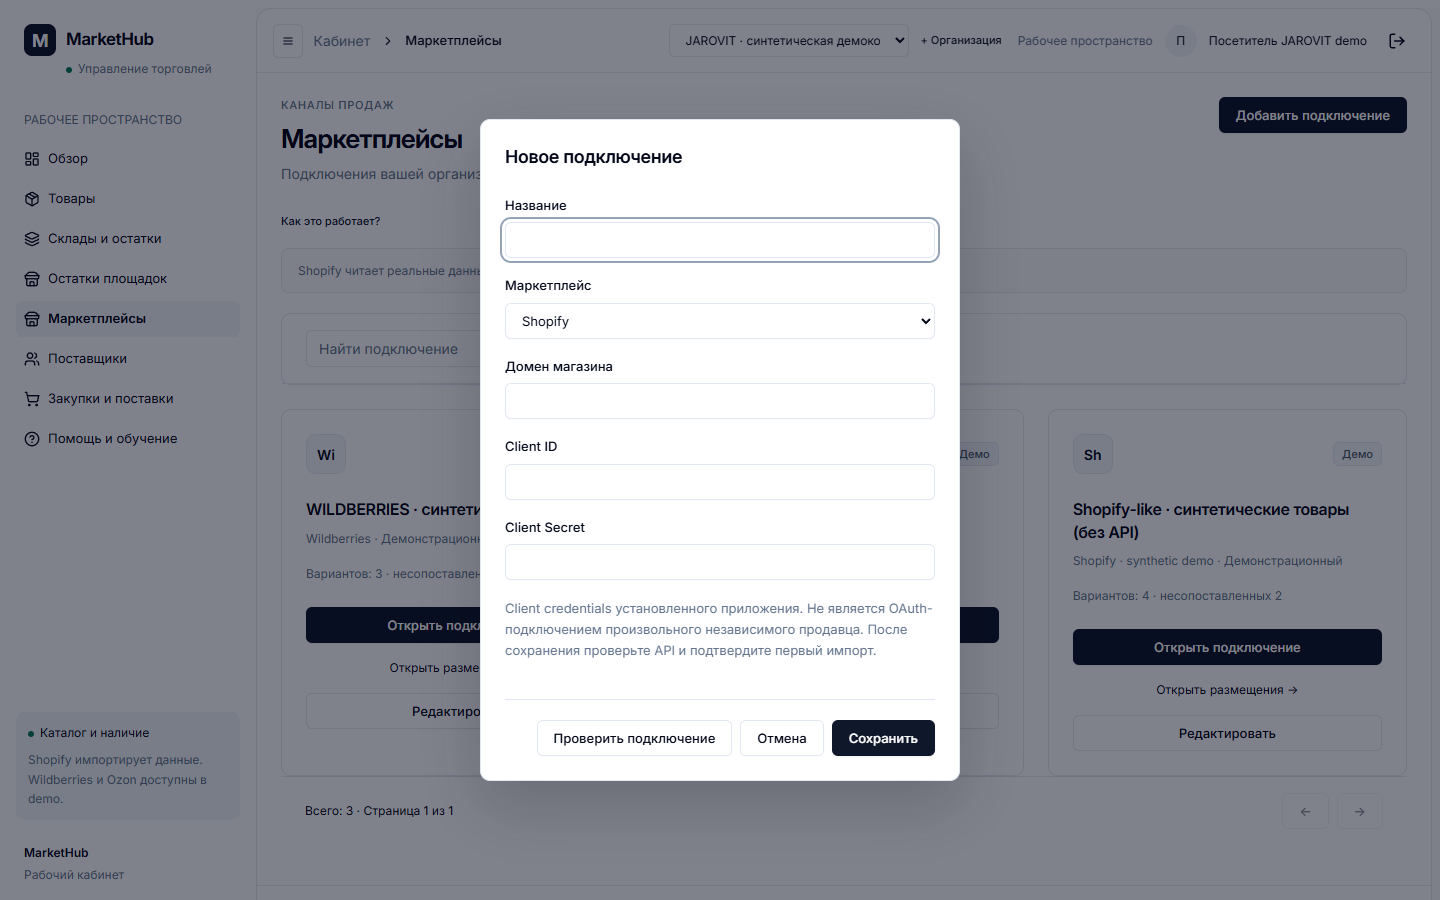 M MarketHub
Управление торговлей
РАБОЧЕЕ ПРОСТРАНСТВО
Обзор
Товары
Склады и остатки
Остатки площадок
Маркетплейсы
Поставщики
Закупки и поставки
Помощь и обучение
Каталог и наличие
Shopify импортирует данные.
Wildberries и Ozon доступны в
demo.
MarketHub
Рабочий кабинет
Кабинет > Маркетплейсы
JAROVIT · синтетическая демоко
+ Организация
Рабочее пространство
П
Посетитель JAROVIT demo
КАНАЛЫ ПРОДАЖ
Маркетплейсы
Подключения вашей организ
Добавить подключение
Как это работает?
Shopify читает реальные данн
Найти подключение
Wi
WILDBERRIES · синтети
Wildberries · Демонстрацион
Вариантов: 3 · несопоставлен
Открыть подкл
Открыть разме
Редактиро
Демо
Sh
Демо
Shopify-like · синтетические товары
(без API)
Shopify · synthetic demo · Демонстрационный
Вариантов: 4 · несопоставленных 2
Открыть подключение
Открыть размещения →
Редактировать
Всего: 3 · Страница 1 из 1
← →
Новое подключение
Название
Маркетплейс
Shopify
Домен магазина
Client ID
Client Secret
Client credentials установленного приложения. Не является OAuth-
подключением произвольного независимого продавца. После
сохранения проверьте API и подтвердите первый импорт.
Проверить подключение
Отмена
Сохранить